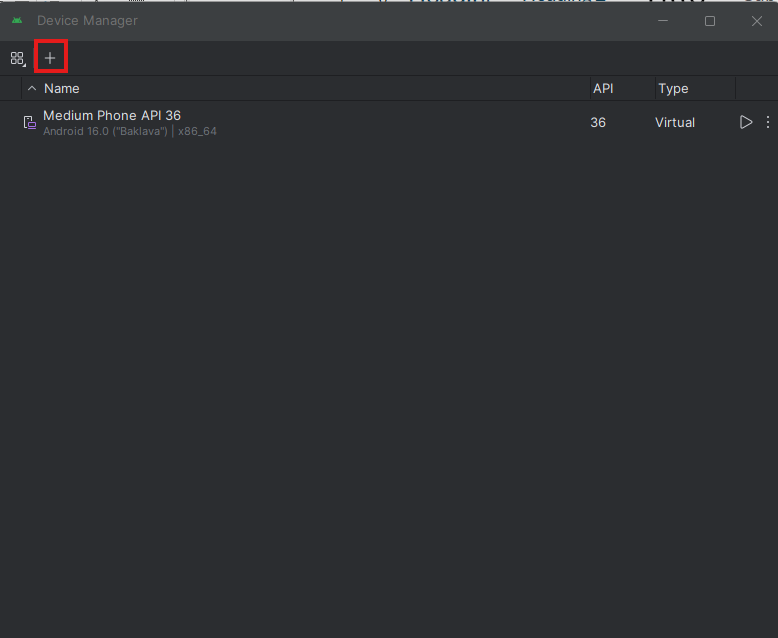 Device Manager
Name API Type
Medium Phone API 36
Android 16.0 ("Baklava") | x86_64
36 Virtual